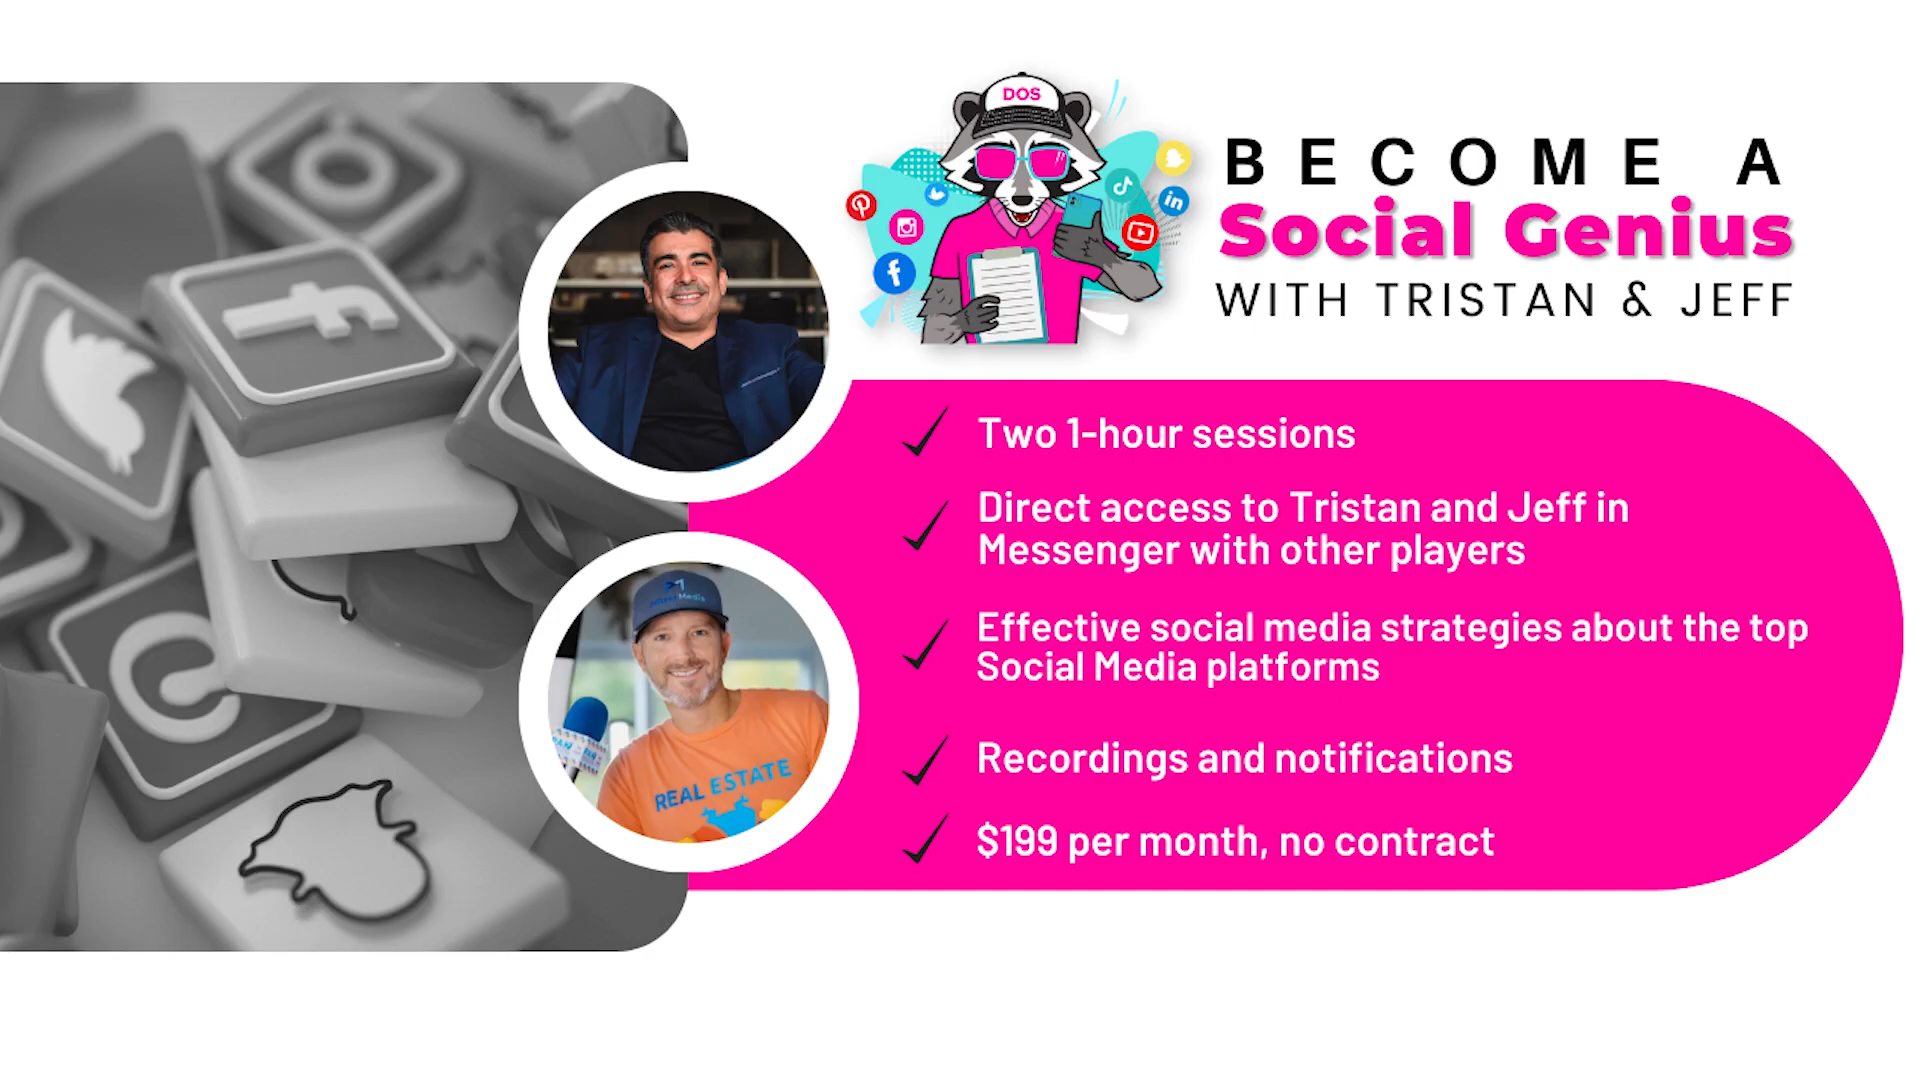 DOS
BECOME A
Social Genius
WITH TRISTAN & JEFF
Two 1-hour sessions
Direct access to Tristan and Jeff in
Messenger with other players
Effective social media strategies about the top
Social Media platforms
Recordings and notifications
$199 per month, no contract
Media
REAL ESTATE